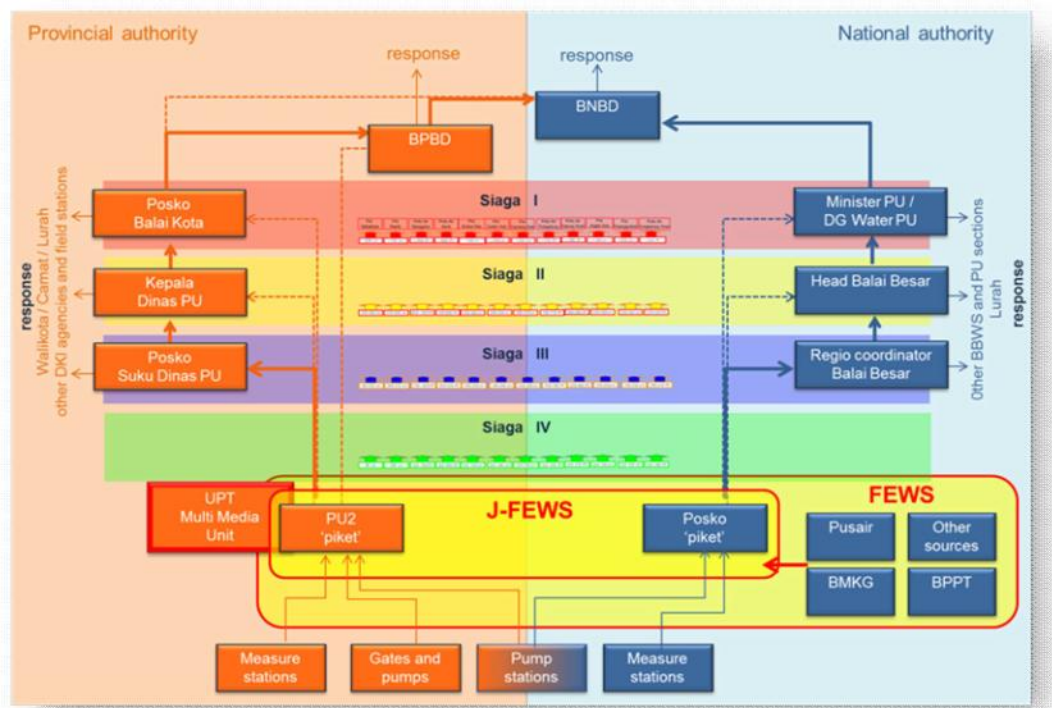 Provincial authority
National authority
response
response
BNBD
BPBD
Posko
Balai Kota
Siaga I
Minister PU /
DG Water PU
Kepala
Dinas PU
Siaga II
Head Balai Besar
Posko
Suku Dinas PU
Siaga III
Regio coordinator
Balai Besar
Siaga IV
response
Walikota / Camat / Lurah
other DKI agencies and field stations
Other BBWS and PU sections
Lurah
response
UPT
Multi Media
Unit
PU2
'piket'
J-FEWS
Posko
'piket'
FEWS
Pusair
Other
sources
BMKG
BPPT
Measure
stations
Gates and
pumps
Pump
stations
Measure
stations